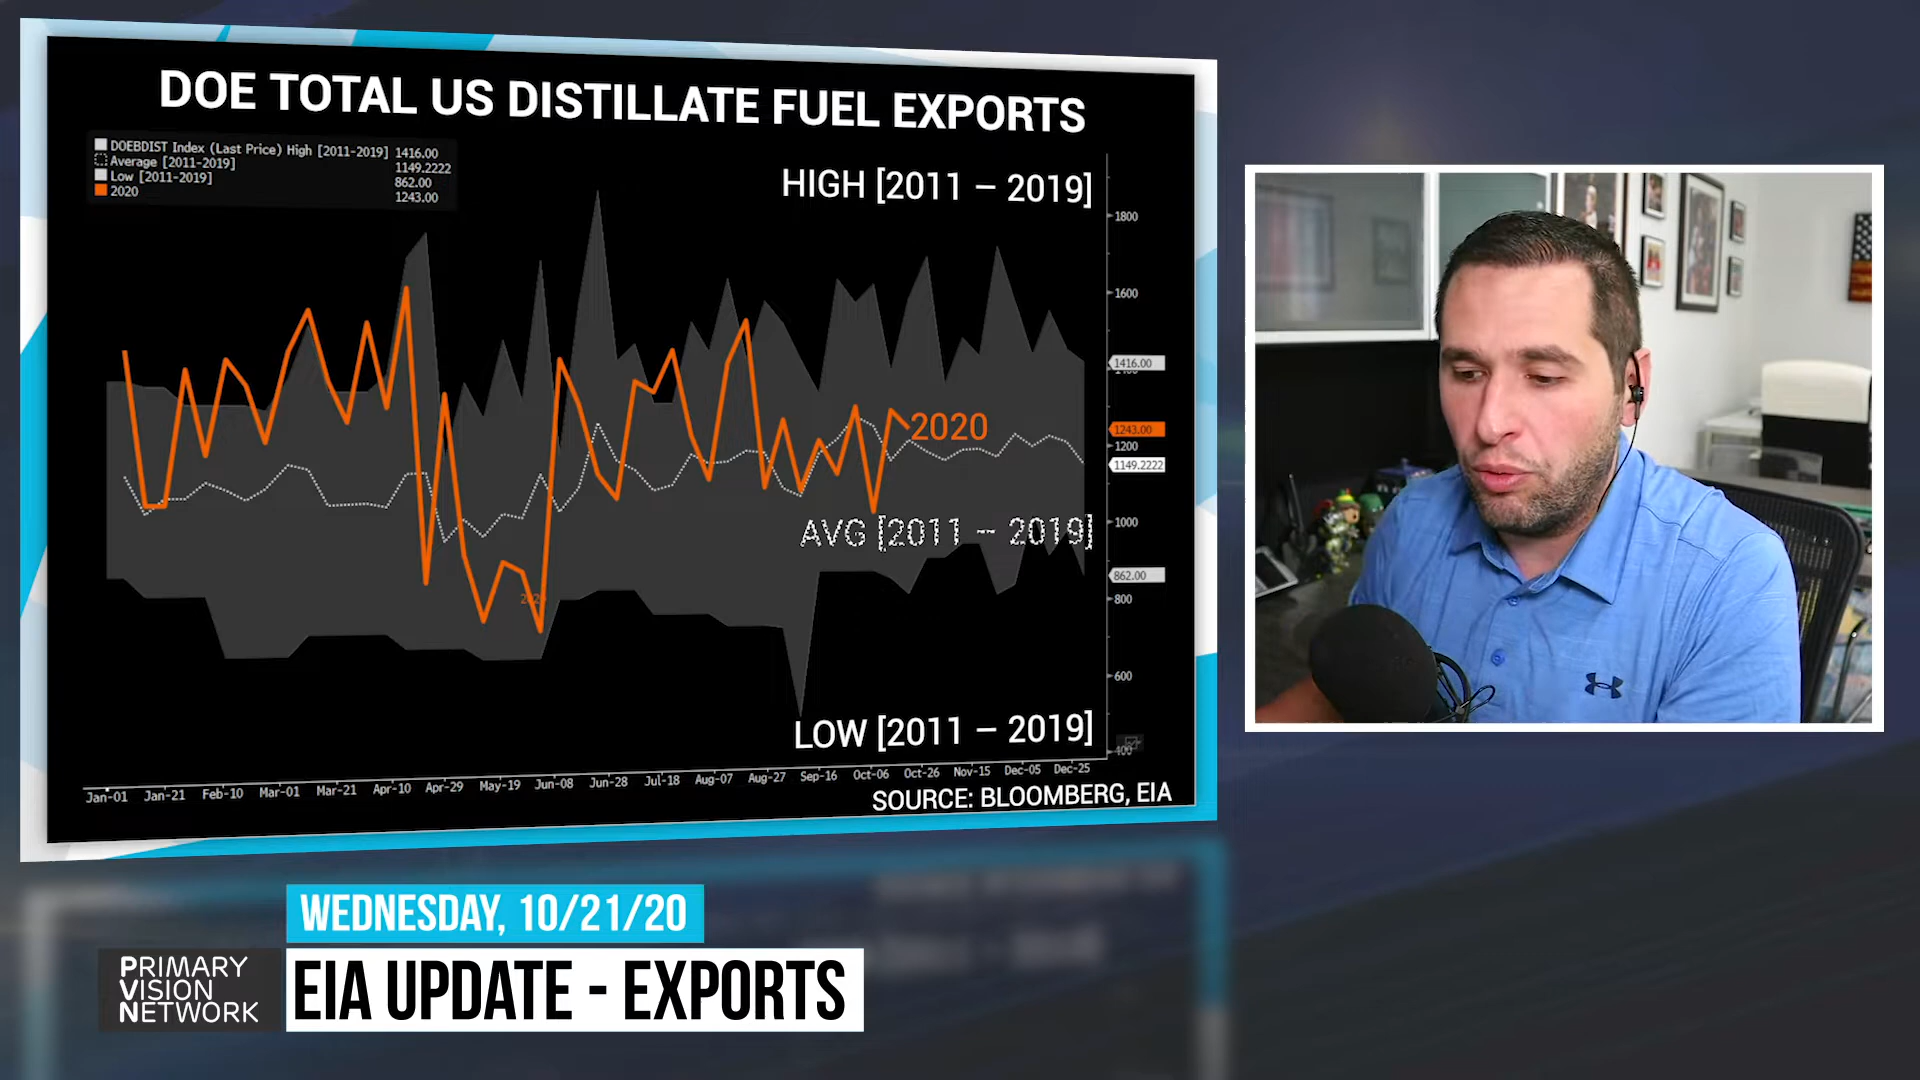 DOE TOTAL US DISTILLATE FUEL EXPORTS
DOEBDIST Index (Last Price) High [2011-2019] 1416.00
Average [2011-2019] 1149.2222
Low [2011-2019] 862.00
2020 1243.00
HIGH [2011 – 2019]
1800
1600
1416.00
2020
1243.00
1200
1149.2222
AVG [2011 – 2019]
1000
862.00
800
600
LOW [2011 – 2019]
400
Jan-01 Jan-21 Feb-10 Mar-01 Mar-21 Apr-10 Apr-29 May-19 Jun-08 Jun-28 Jul-18 Aug-07 Aug-27 Sep-16 Oct-06 Oct-26 Nov-15 Dec-05 Dec-25
SOURCE: BLOOMBERG, EIA
WEDNESDAY, 10/21/20
PRIMARY
VISION
NETWORK
EIA UPDATE - EXPORTS